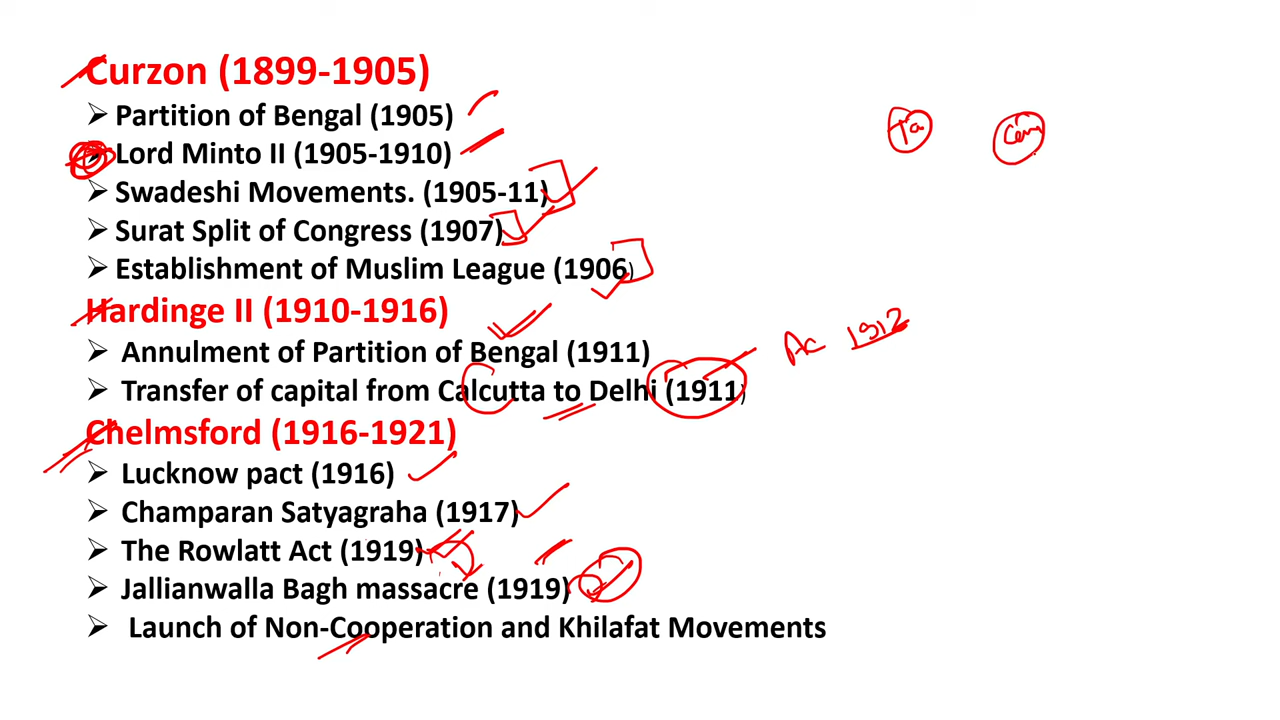 Curzon (1899-1905)
➢ Partition of Bengal (1905)
➢ Lord Minto II (1905-1910)
➢ Swadeshi Movements. (1905-11)
➢ Surat Split of Congress (1907)
➢ Establishment of Muslim League (1906)
Hardinge II (1910-1916)
➢ Annulment of Partition of Bengal (1911)
➢ Transfer of capital from Calcutta to Delhi (1911)
1912
Chelmsford (1916-1921)
➢ Lucknow pact (1916)
➢ Champaran Satyagraha (1917)
➢ The Rowlatt Act (1919)
➢ Jallianwalla Bagh massacre (1919)
➢ Launch of Non-Cooperation and Khilafat Movements